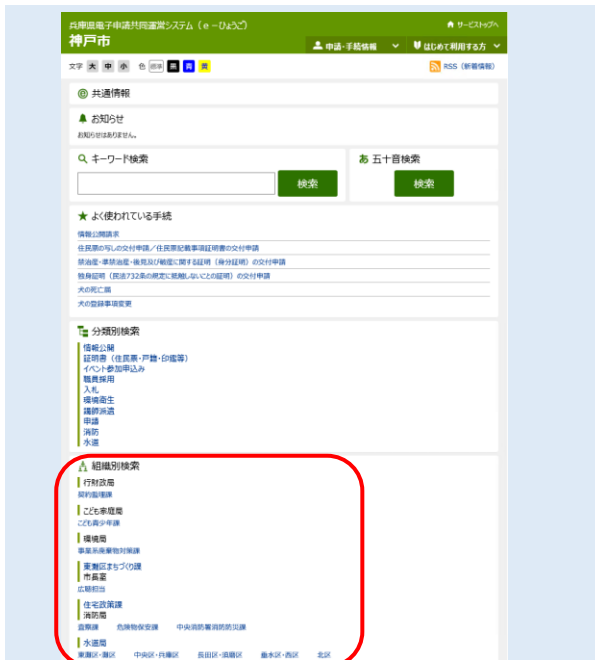 兵庫県電子申請共同運営システム（e－ひょうご） サービストップへ
神戸市 申請・手続情報 はじめて利用する方
文字 大 中 小 色 標準 黒 青 黄 RSS（新着情報）
共通情報
お知らせ
お知らせはありません。
キーワード検索 あ 五十音検索
検索 検索
よく使われている手続
情報公開請求
住民票の写しの交付申請／住民票記載事項証明書の交付申請
禁治産・準禁治産・後見及び破産に関する証明（身分証明）の交付申請
独身証明（民法732条の規定に抵触しないことの証明）の交付申請
犬の死亡届
犬の登録事項変更
分類別検索
情報公開
証明書（住民票・戸籍・印鑑等）
イベント参加申込み
職員採用
入札
環境衛生
講師派遣
申請
消防
水道
組織別検索
行財政局
契約監理課
こども家庭局
こども青少年課
環境局
事業系廃棄物対策課
東灘区まちづくり課
市長室
広聴担当
住宅政策課
消防局
査察課 危険物保安課 中央消防署消防防災課
水道局
東灘区・灘区 中央区・兵庫区 長田区・須磨区 垂水区・西区 北区